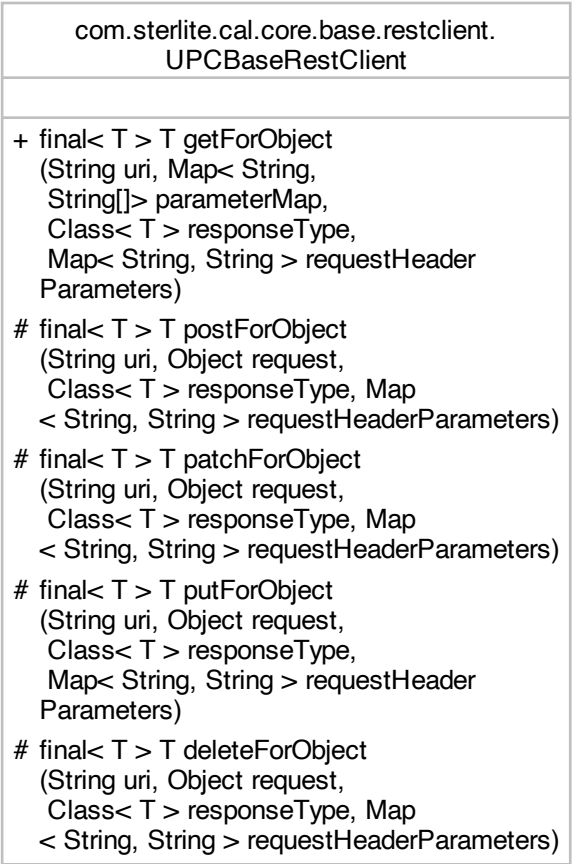 com.sterlite.cal.core.base.restclient.
UPCBaseRestClient
+ final< T > T getForObject
(String uri, Map< String,
String[]> parameterMap,
Class< T > responseType,
Map< String, String > requestHeader
Parameters)
# final< T > T postForObject
(String uri, Object request,
Class< T > responseType, Map
< String, String > requestHeaderParameters)
# final< T > T patchForObject
(String uri, Object request,
Class< T > responseType, Map
< String, String > requestHeaderParameters)
# final< T > T putForObject
(String uri, Object request,
Class< T > responseType,
Map< String, String > requestHeader
Parameters)
# final< T > T deleteForObject
(String uri, Object request,
Class< T > responseType, Map
< String, String > requestHeaderParameters)